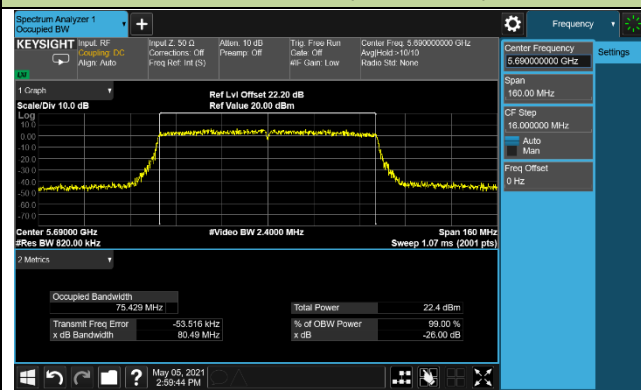 Spectrum Analyzer 1
Occupied BW
Frequency
KEYSIGHT
Input: RF
Coupling: DC
Align: Auto
Input Z: 50 Ω
Corrections: Off
Freq Ref: Int (S)
Atten: 10 dB
Preamp: Off
Trig: Free Run
Gate: Off
#IF Gain: Low
Center Freq: 5.690000000 GHz
Avg|Hold:>10/10
Radio Std: None
LM
Center Frequency
5.690000000 GHz
Settings
Span
160.00 MHz
CF Step
16.000000 MHz
Auto
Man
Freq Offset
0 Hz
1 Graph
Scale/Div 10.0 dB
Ref Lvl Offset 22.20 dB
Ref Value 20.00 dBm
Log
10.0
0.00
-10.0
-20.0
-30.0
-40.0
-50.0
-60.0
-70.0
Center 5.69000 GHz
#Res BW 820.00 kHz
#Video BW 2.4000 MHz
Span 160 MHz
Sweep 1.07 ms (2001 pts)
2 Metrics
Occupied Bandwidth
75.429 MHz
Total Power 22.4 dBm
Transmit Freq Error -53.516 kHz
% of OBW Power 99.00 %
x dB Bandwidth 80.49 MHz
x dB -26.00 dB
?
May 05, 2021
2:59:44 PM